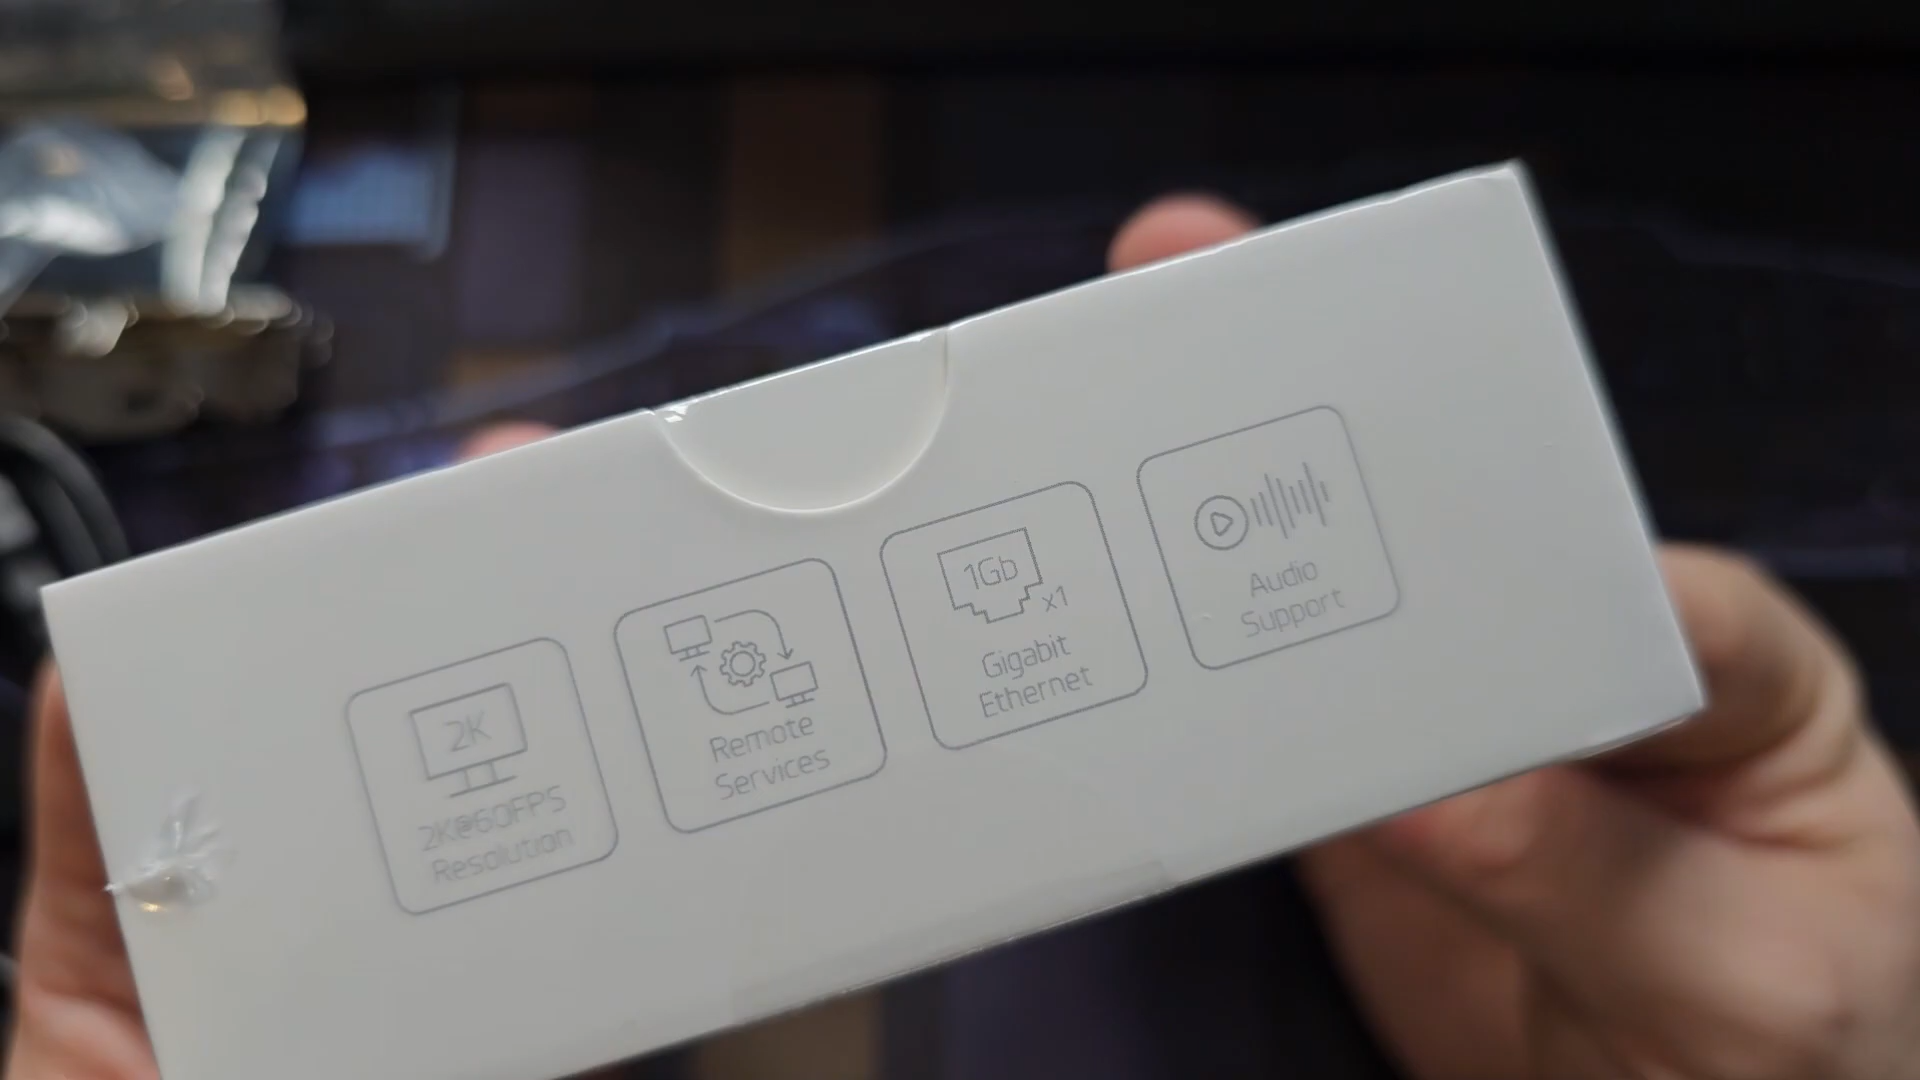 2K
2K@60FPS
Resolution
Remote
Services
1Gb
x1
Gigabit
Ethernet
Audio
Support